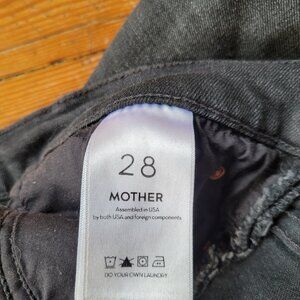 28
MOTHER
Assembled in USA
by both USA and foreign components
DO YOUR OWN LAUNDRY